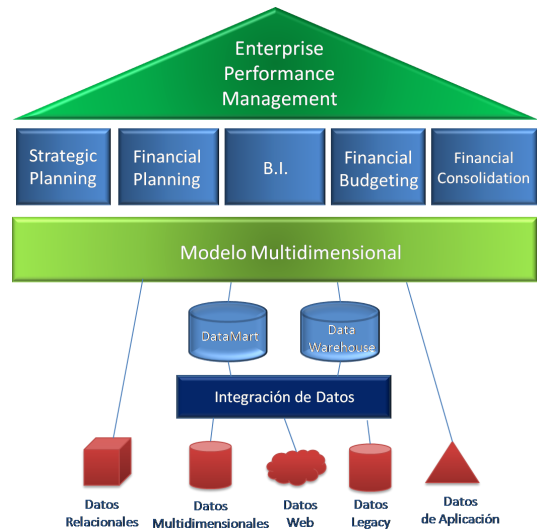 Enterprise
Performance
Management
Strategic
Planning
Financial
Planning
B.I.
Financial
Budgeting
Financial
Consolidation
Modelo Multidimensional
DataMart
Data
Warehouse
Integración de Datos
Datos
Relacionales
Datos
Multidimensionales
Datos
Web
Datos
Legacy
Datos
de Aplicación